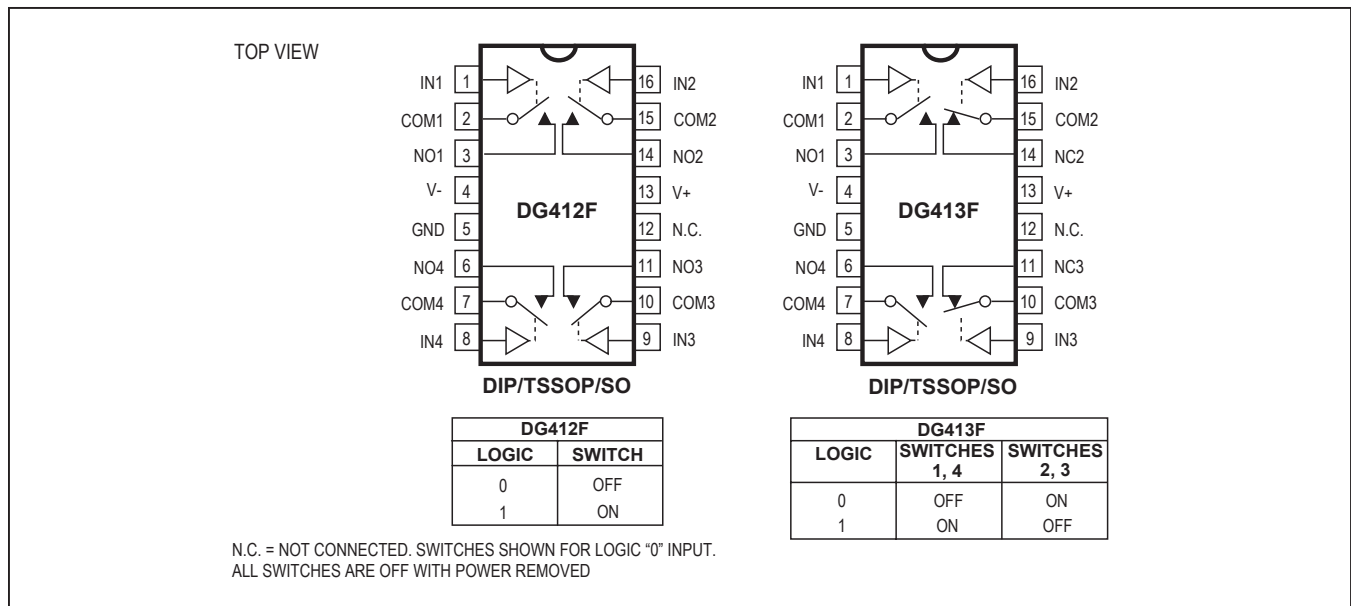 TOP VIEW
IN1 1 16 IN2
COM1 2 15 COM2
NO1 3 14 NO2
V- 4 13 V+
DG412F
GND 5 12 N.C.
NO4 6 11 NO3
COM4 7 10 COM3
IN4 8 9 IN3
DIP/TSSOP/SO
IN1 1 16 IN2
COM1 2 15 COM2
NO1 3 14 NC2
V- 4 13 V+
DG413F
GND 5 12 N.C.
NO4 6 11 NC3
COM4 7 10 COM3
IN4 8 9 IN3
DIP/TSSOP/SO
DG412F
LOGIC SWITCH
0 OFF
1 ON
DG413F
LOGIC SWITCHES 1, 4 SWITCHES 2, 3
0 OFF ON
1 ON OFF
N.C. = NOT CONNECTED. SWITCHES SHOWN FOR LOGIC “0” INPUT.
ALL SWITCHES ARE OFF WITH POWER REMOVED